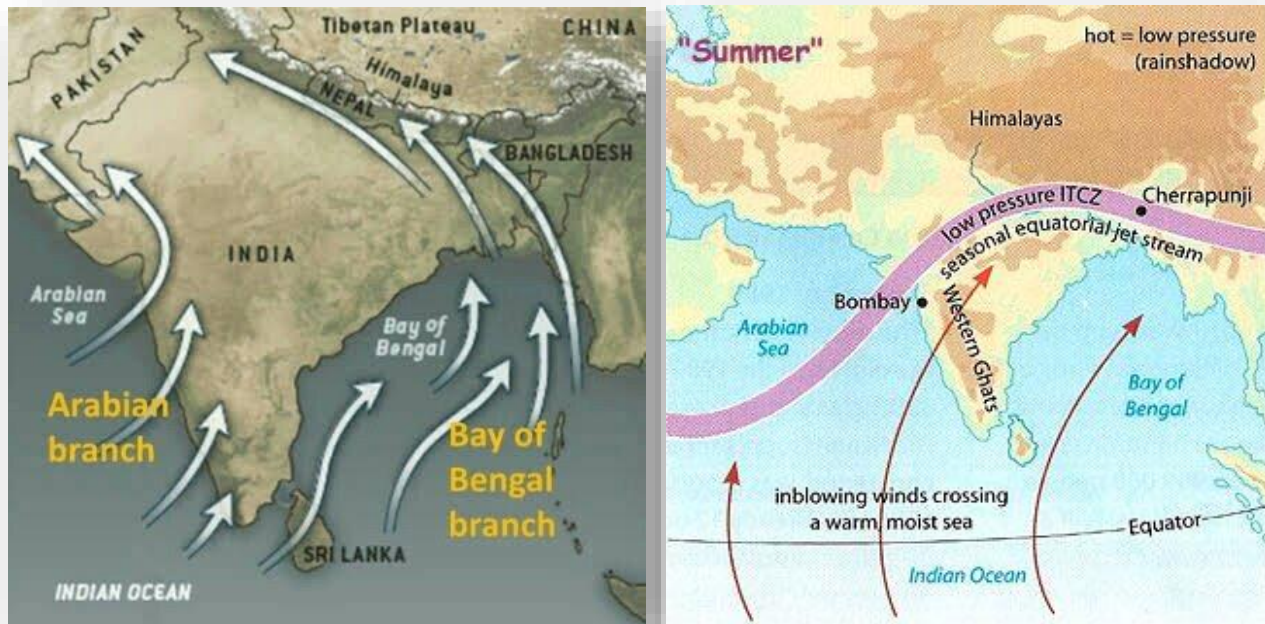 Tibetan Plateau
CHINA
Himalaya
PAKISTAN
NEPAL
BANGLADESH
INDIA
Arabian
Sea
Bay of
Bengal
Arabian
branch
Bay of
Bengal
branch
SRI LANKA
INDIAN OCEAN
"Summer"
hot = low pressure
(rainshadow)
Himalayas
Cherrapunji
low pressure ITCZ
seasonal equatorial jet stream
Bombay
Western Ghats
Arabian
Sea
Bay of
Bengal
inblowing winds crossing
a warm, moist sea
Equator
Indian Ocean